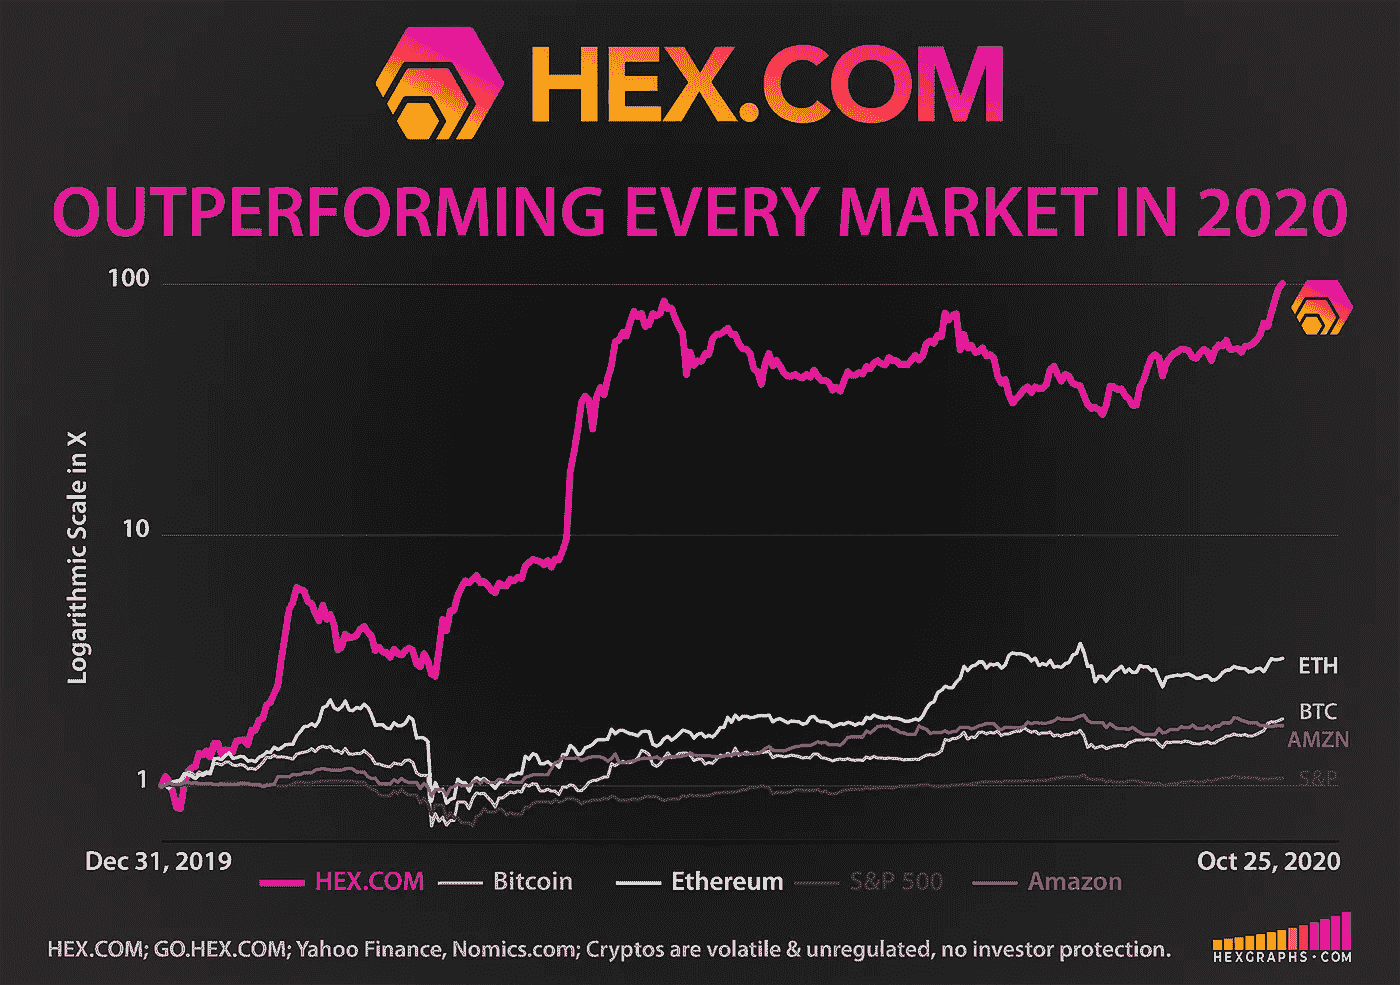 HEX.COM
OUTPERFORMING EVERY MARKET IN 2020
100
10
1
Logarithmic Scale in X
ETH
BTC
AMZN
S&P
Dec 31, 2019
Oct 25, 2020
HEX.COM Bitcoin Ethereum S&P 500 Amazon
HEX.COM; GO.HEX.COM; Yahoo Finance, Nomics.com; Cryptos are volatile & unregulated, no investor protection.
HEXGRAPHS·COM